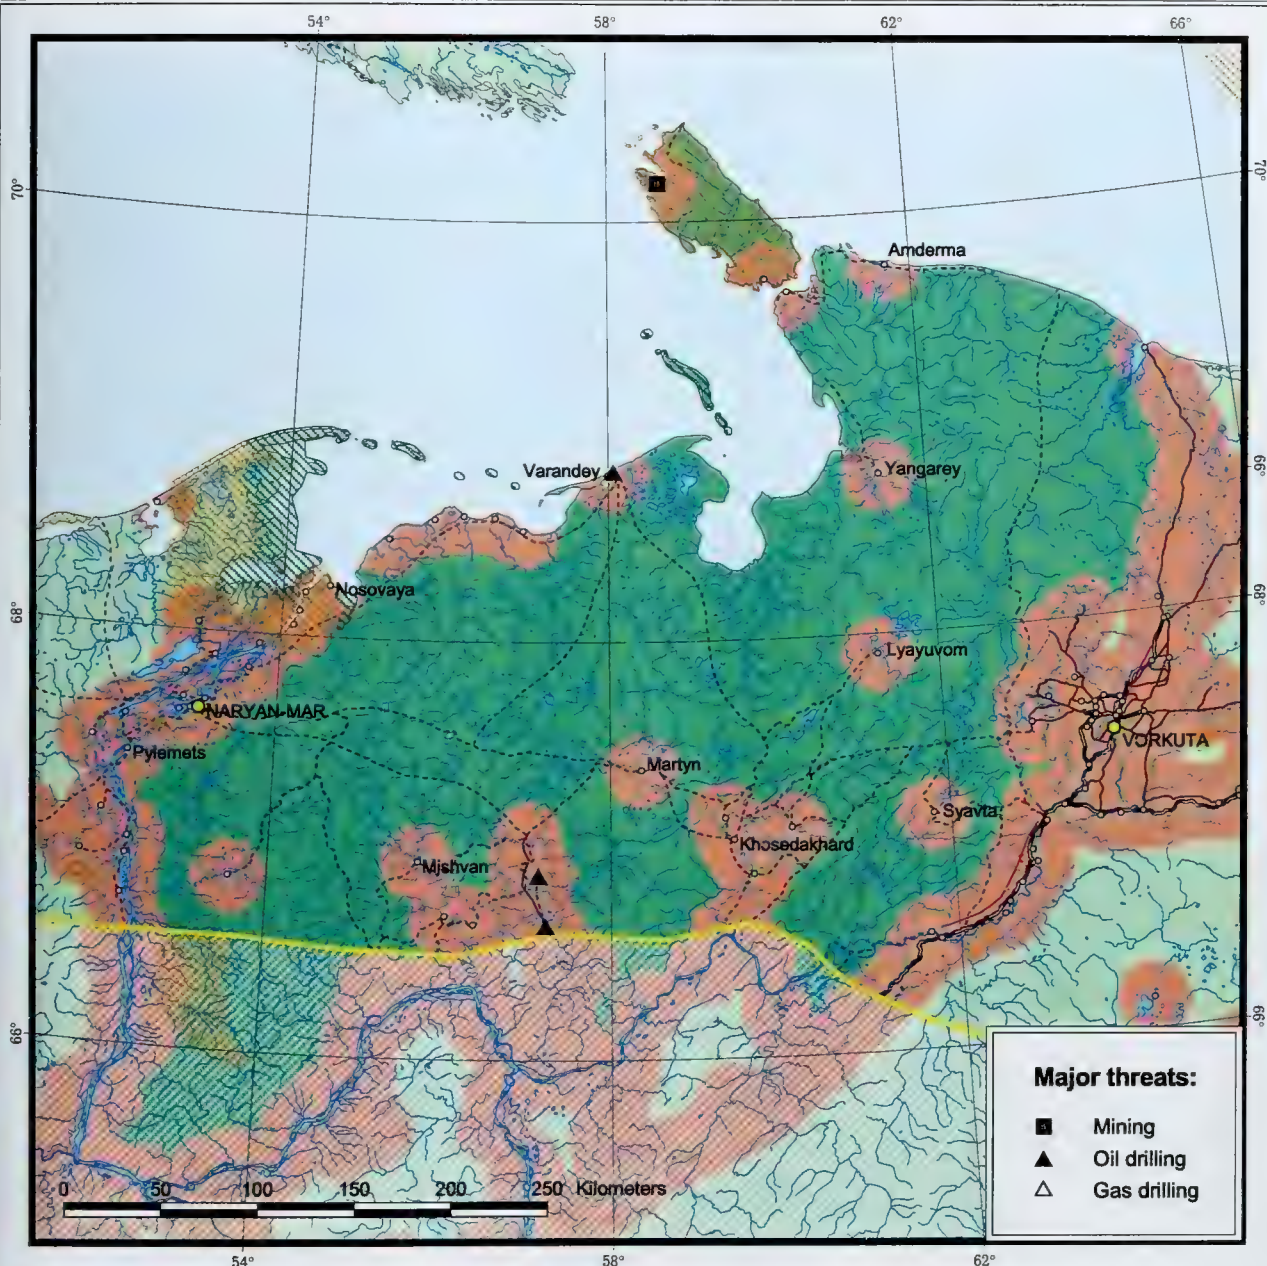 54° 58° 62° 66°
70° 70°
Amderma
Varandey
Yangarey
69°
Nosovaya
68° 68°
Lyayuvom
NARYAN-MAR
VORKUTA
Pylemets
Martyn
Syavta
Khosedakhard
Mishvan
66° 66°
Major threats:
Mining
Oil drilling
Gas drilling
0 50 100 150 200 250 Kilometers
54° 58° 62°